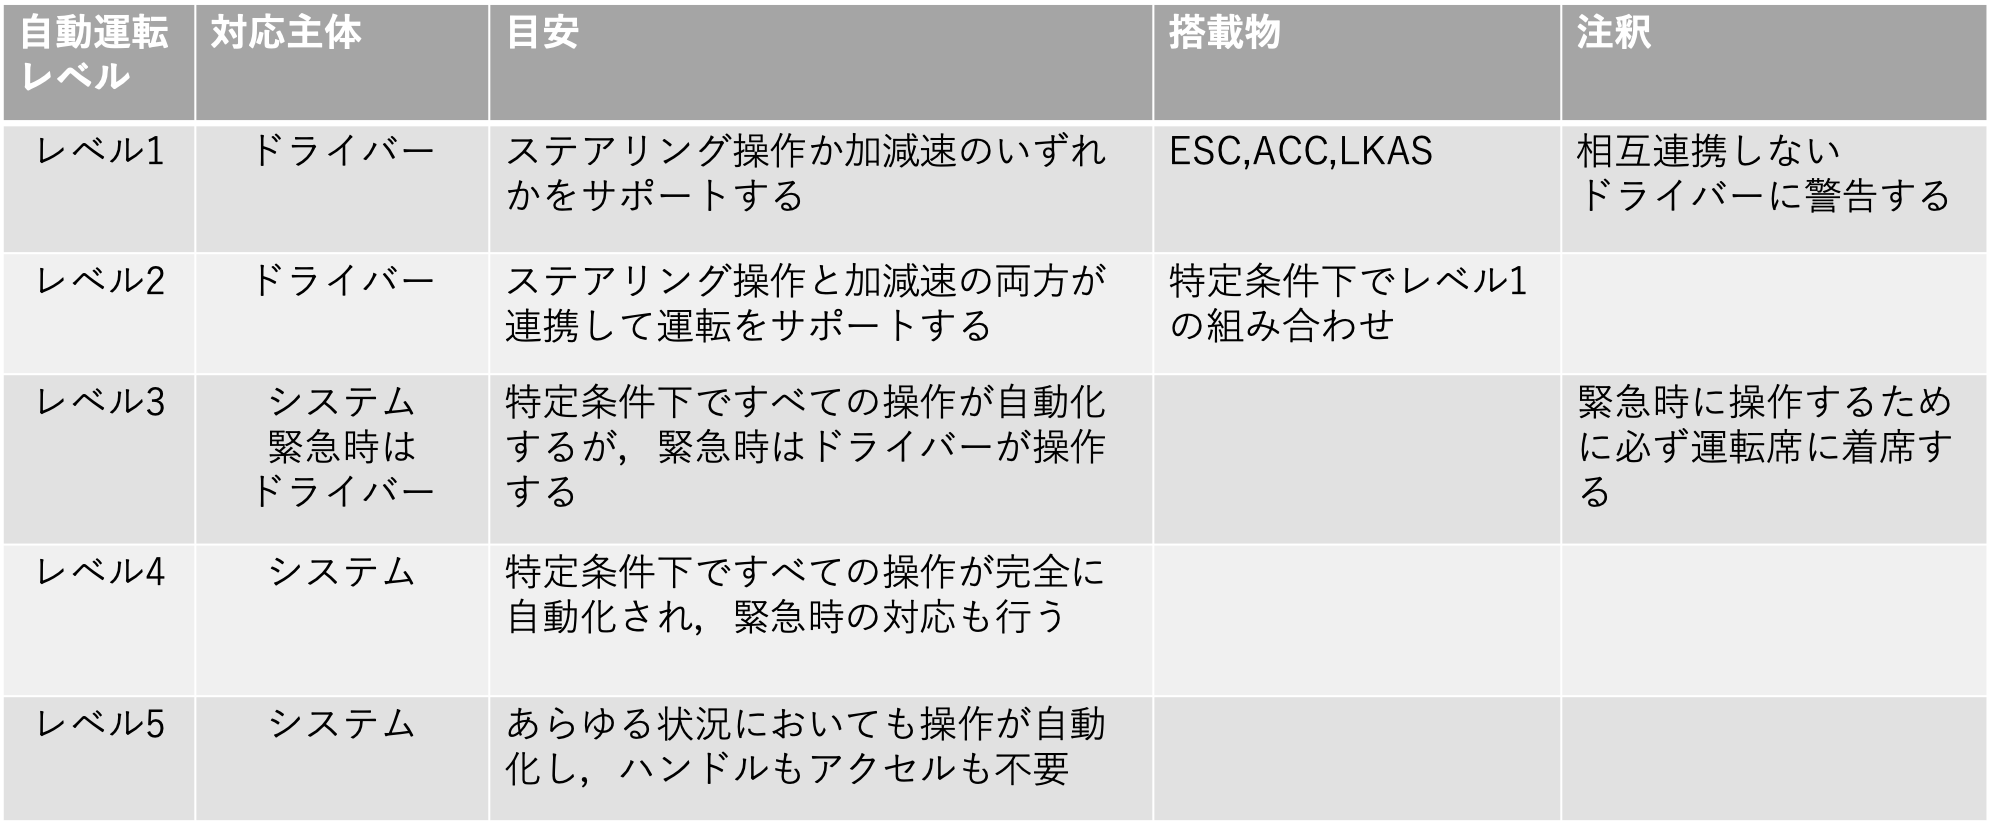 自動運転
レベル
対応主体
目安
搭載物
注釈
レベル1
ドライバー
ステアリング操作か加減速のいずれ
かをサポートする
ESC,ACC,LKAS
相互連携しない
ドライバーに警告する
レベル2
ドライバー
ステアリング操作と加減速の両方が
連携して運転をサポートする
特定条件下でレベル1
の組み合わせ
レベル3
システム
緊急時は
ドライバー
特定条件下ですべての操作が自動化
するが，緊急時はドライバーが操作
する
緊急時に操作するため
に必ず運転席に着席す
る
レベル4
システム
特定条件下ですべての操作が完全に
自動化され，緊急時の対応も行う
レベル5
システム
あらゆる状況においても操作が自動
化し，ハンドルもアクセルも不要